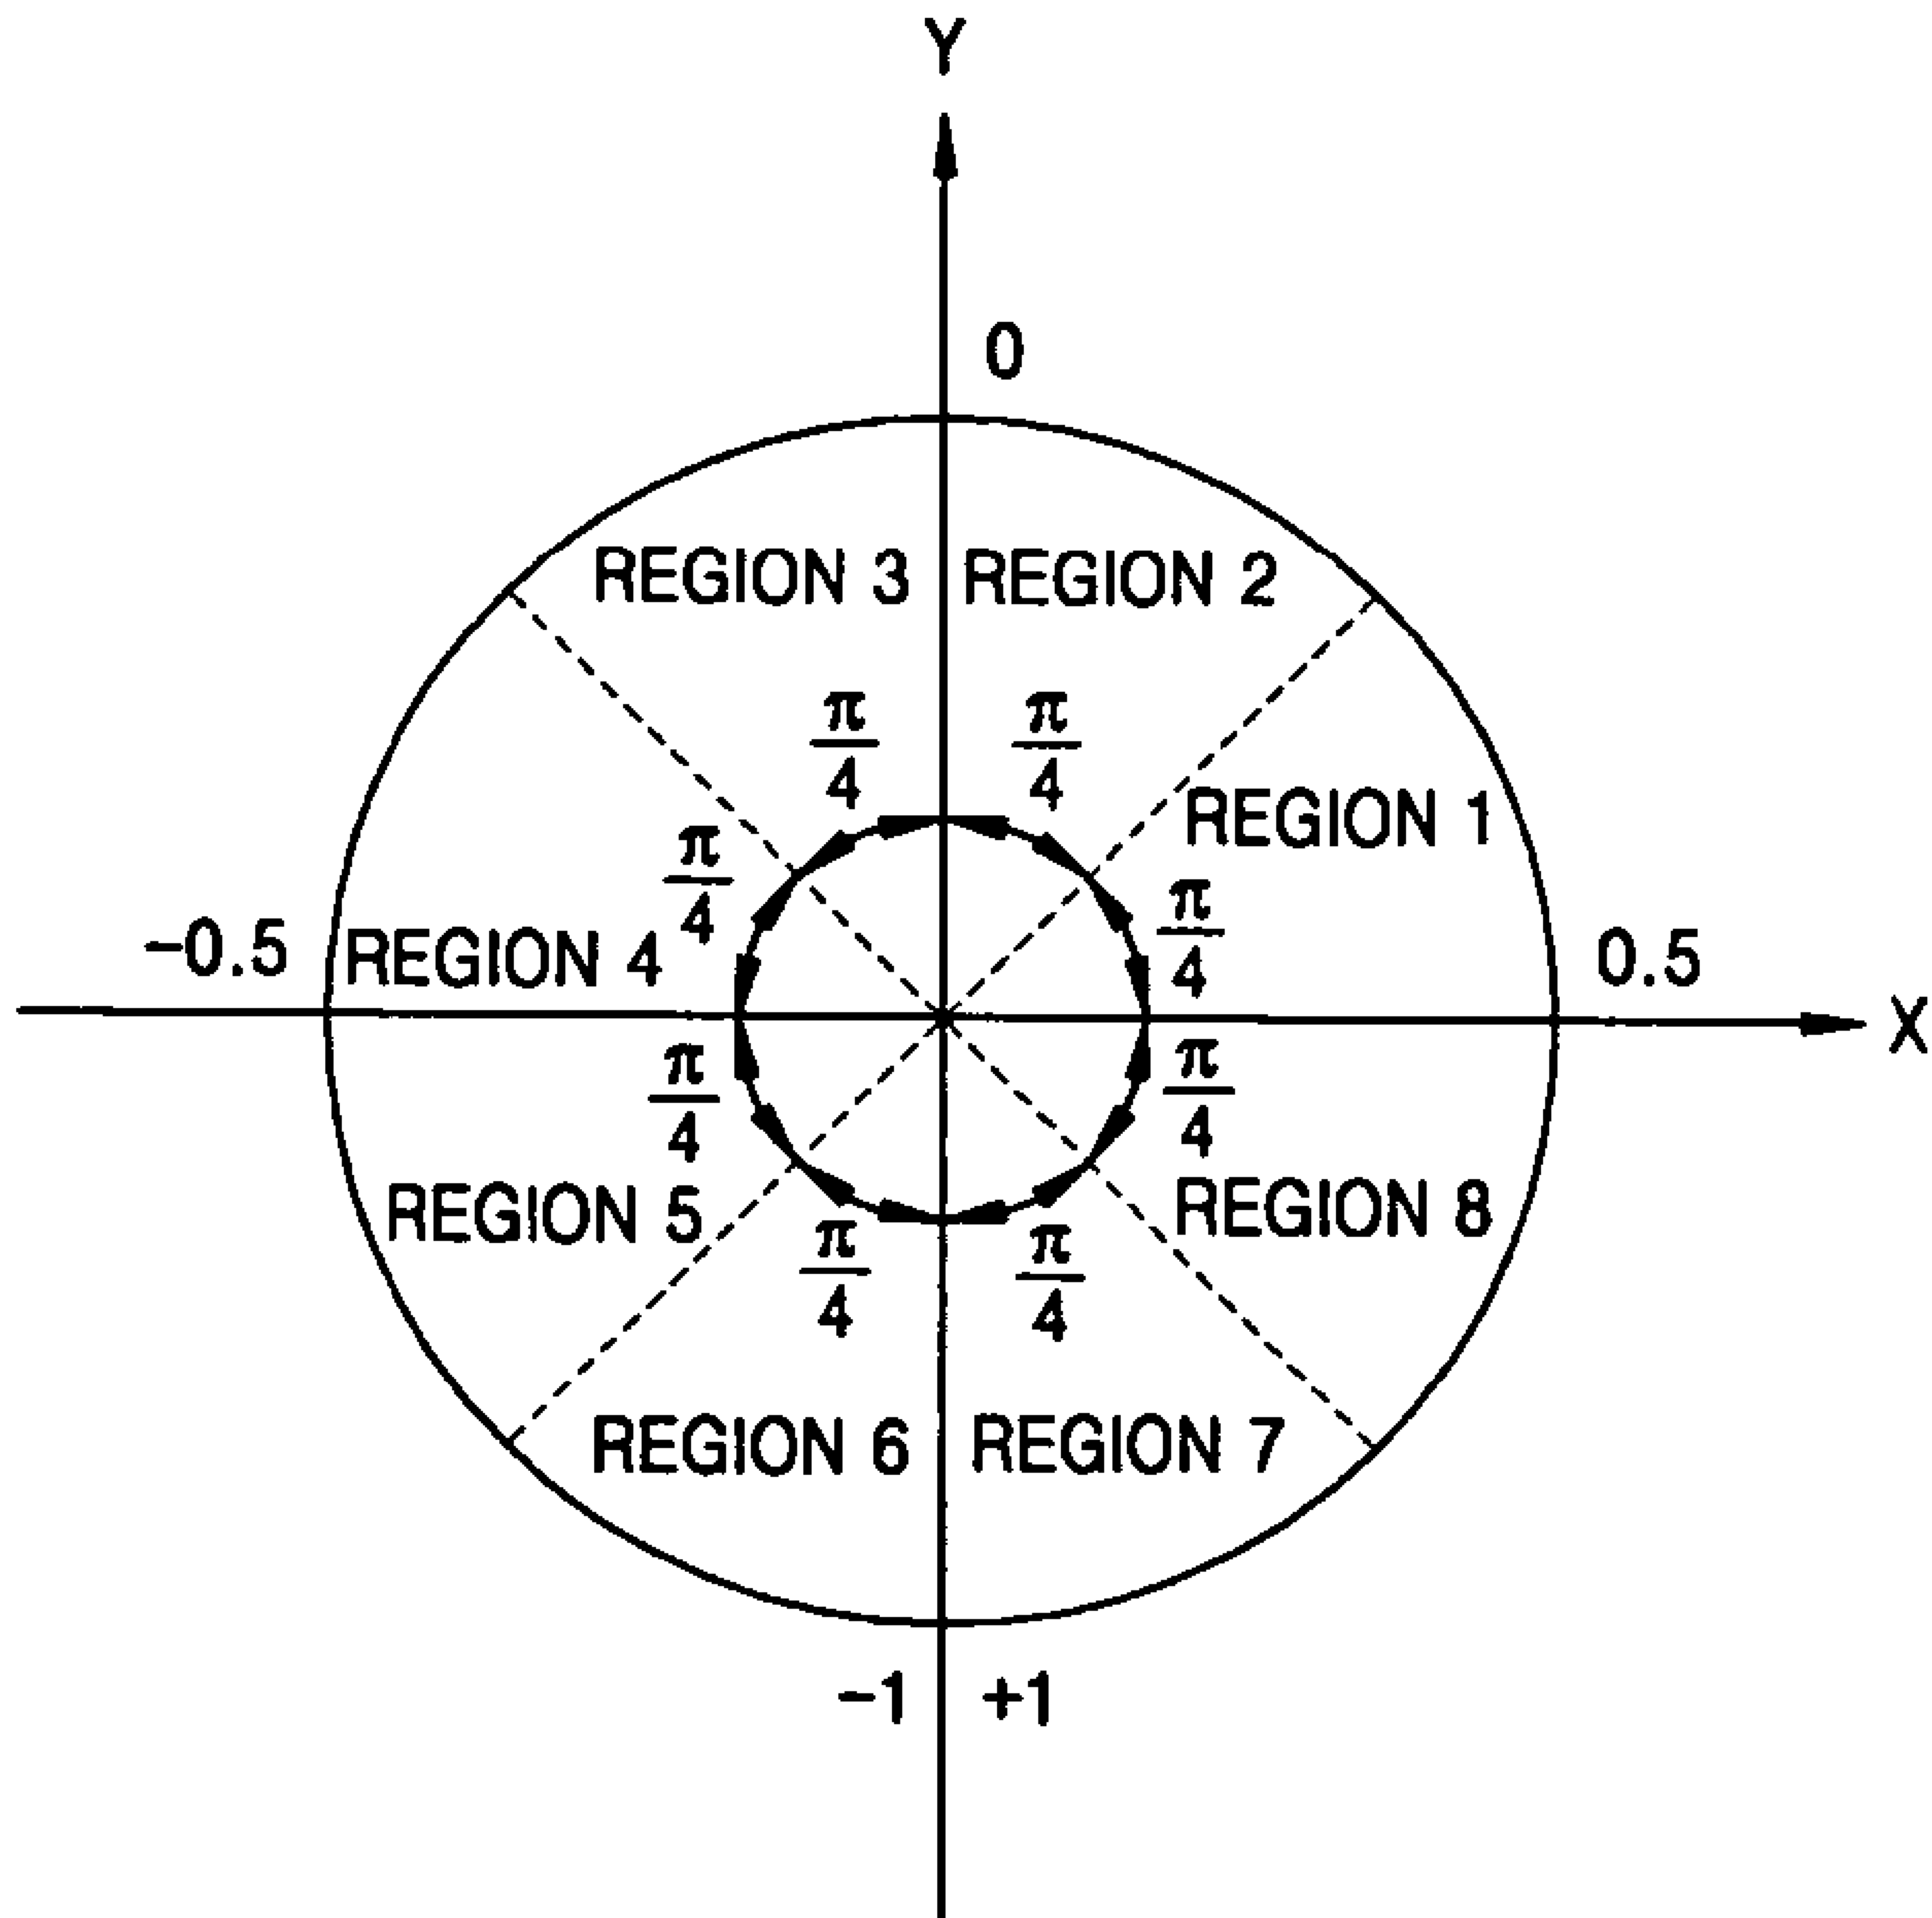 Y
0
REGION 3 REGION 2
π/4 π/4
REGION 1
π/4 π/4
-0.5 REGION 4 0.5
X
π/4 π/4
REGION 5 REGION 8
π/4 π/4
REGION 6 REGION 7
-1 +1